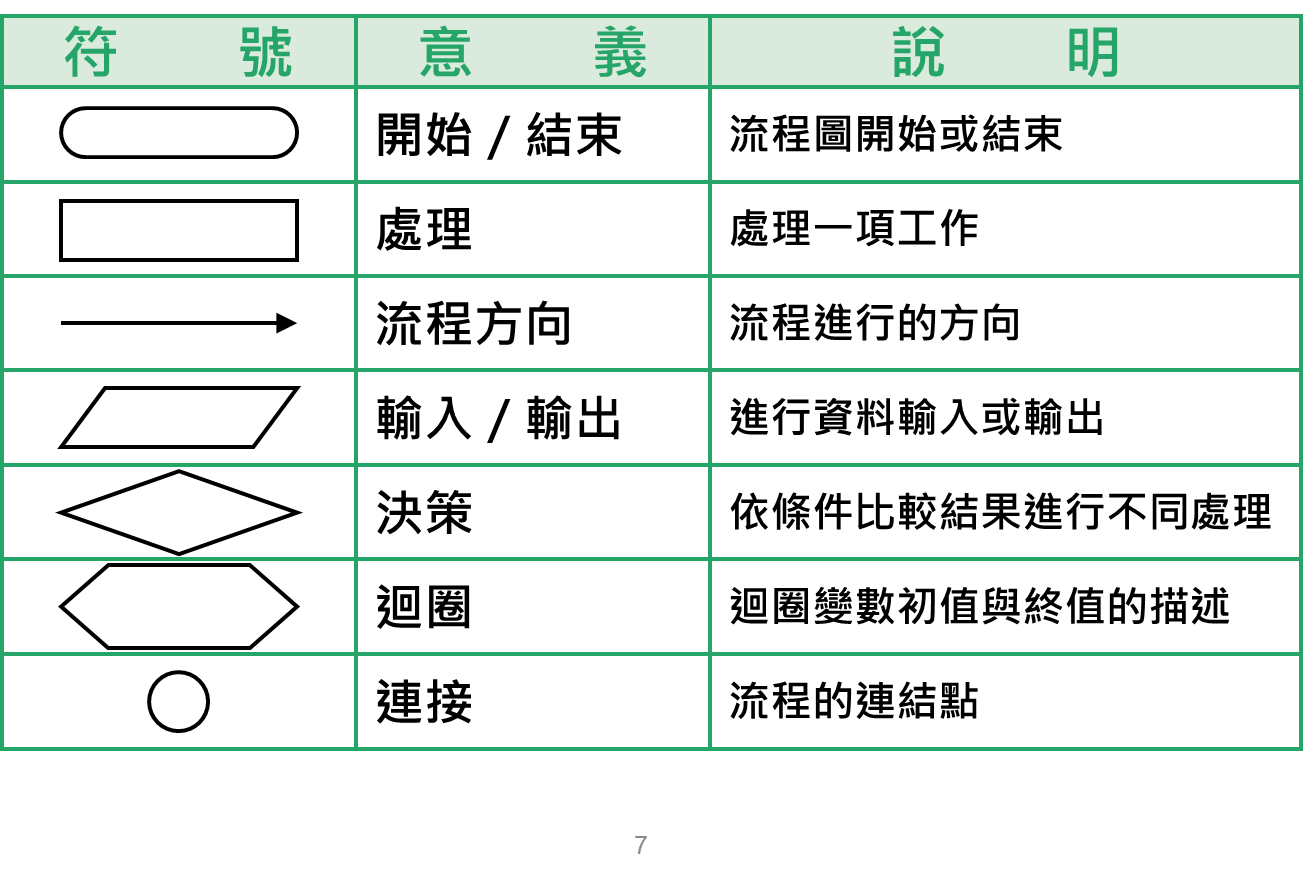 符號 意義 說明
開始 / 結束 流程圖開始或結束
處理 處理一項工作
流程方向 流程進行的方向
輸入 / 輸出 進行資料輸入或輸出
決策 依條件比較結果進行不同處理
迴圈 迴圈變數初值與終值的描述
連接 流程的連結點
7